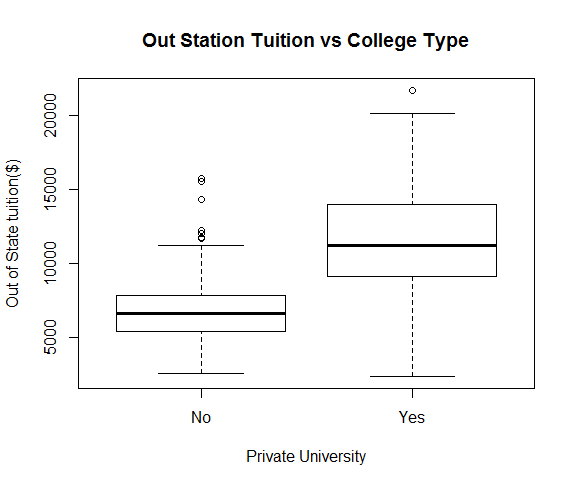 Out Station Tuition vs College Type
Out of State tuition($)
20000
15000
10000
5000
No
Yes
Private University